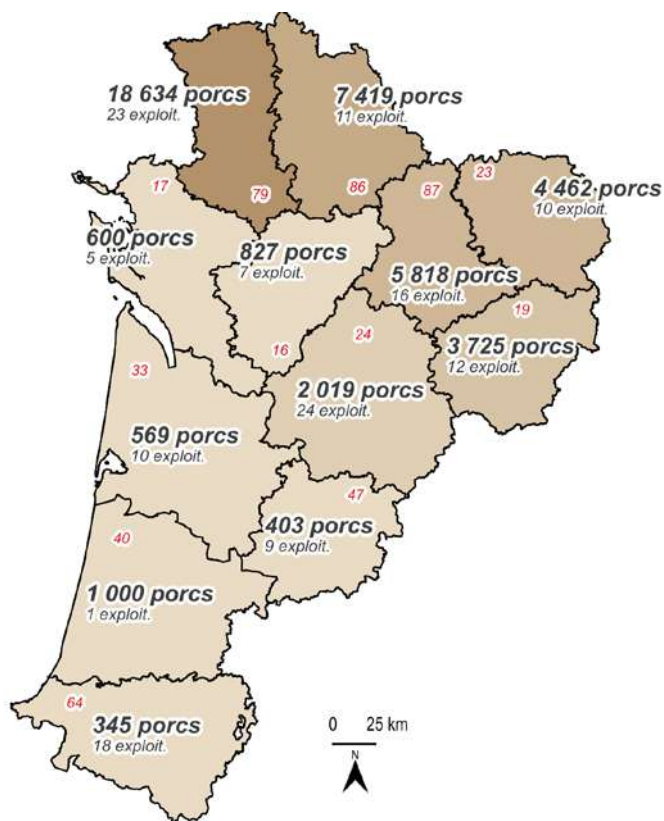 18 634 porcs
23 exploit.
7 419 porcs
11 exploit.
17
79
86
87
23
4 462 porcs
10 exploit.
600 porcs
5 exploit.
827 porcs
7 exploit.
5 818 porcs
16 exploit.
16
24
19
3 725 porcs
12 exploit.
33
2 019 porcs
24 exploit.
569 porcs
10 exploit.
47
403 porcs
9 exploit.
40
1 000 porcs
1 exploit.
64
345 porcs
18 exploit.
0 25 km
N